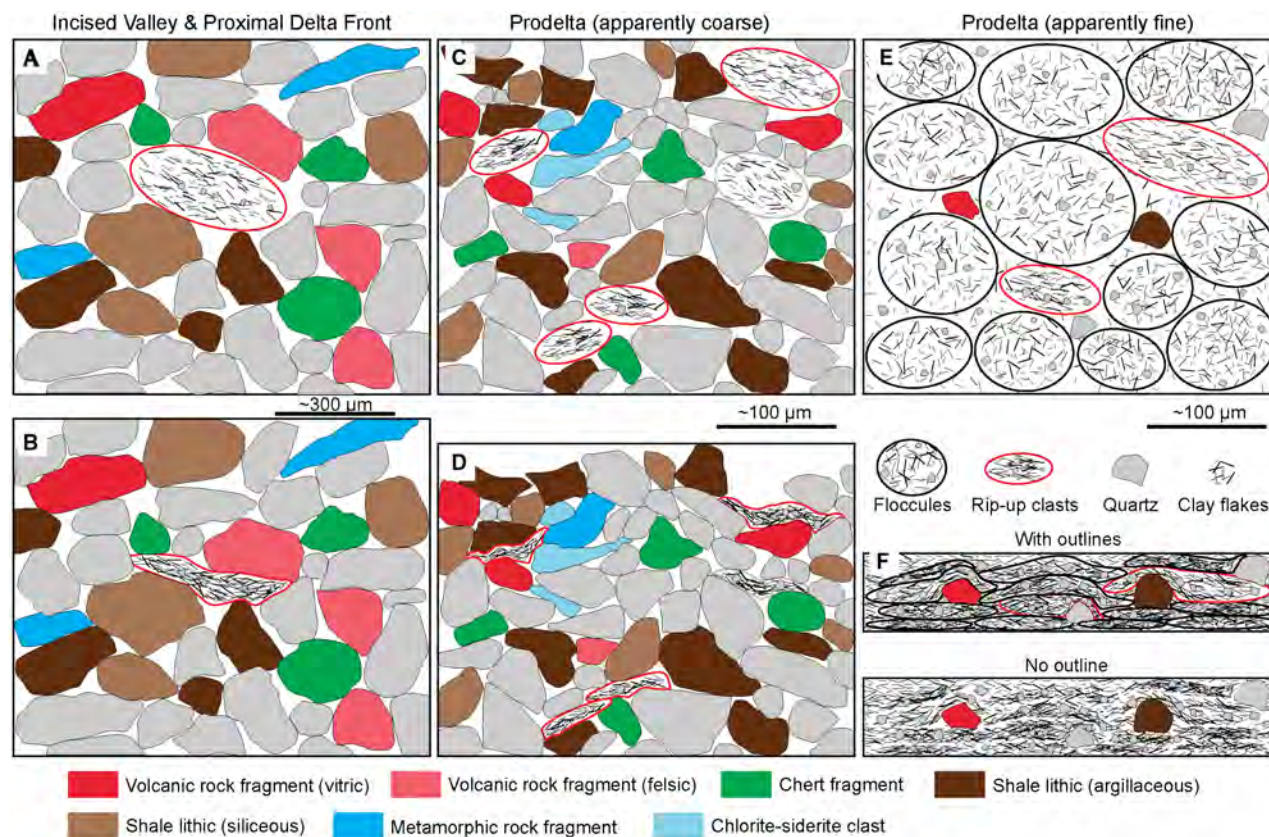 Incised Valley & Proximal Delta Front
Prodelta (apparently coarse)
Prodelta (apparently fine)
A
C
E
~300 µm
~100 µm
~100 µm
B
D
Floccules
Rip-up clasts
Quartz
Clay flakes
With outlines
F
No outline
Volcanic rock fragment (vitric)
Volcanic rock fragment (felsic)
Chert fragment
Shale lithic (argillaceous)
Shale lithic (siliceous)
Metamorphic rock fragment
Chlorite-siderite clast